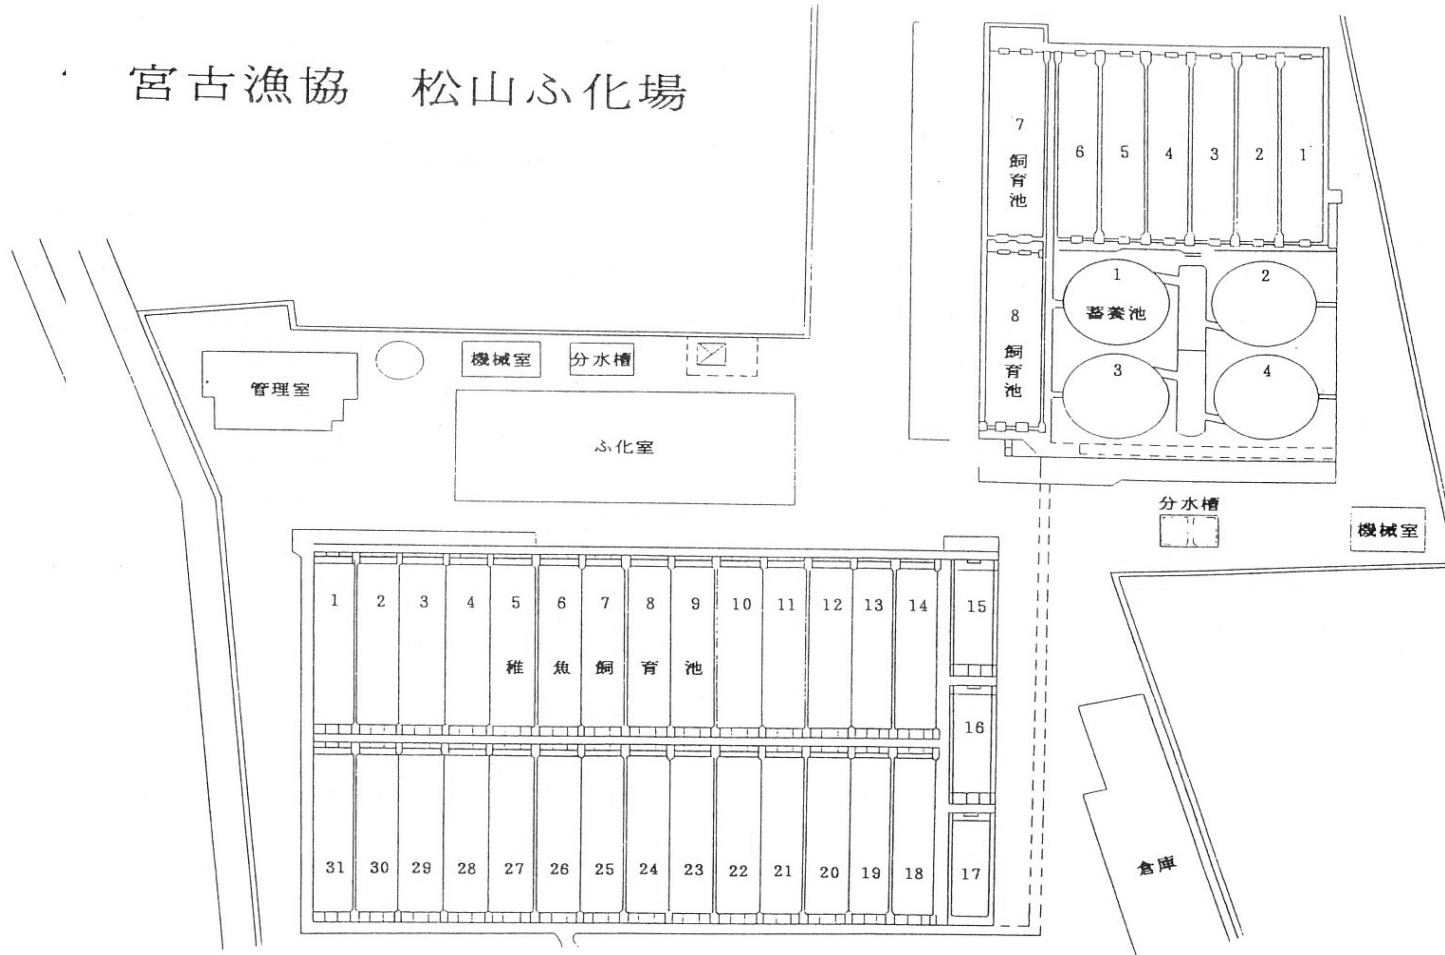 宮古漁協 松山ふ化場
7 飼育池
6 5 4 3 2 1
8 飼育池
1 蓄養池
2
3
4
管理室
機械室
分水槽
ふ化室
分水槽
機械室
1 2 3 4 5 6 7 8 9 10 11 12 13 14 15
稚魚飼育池
16
31 30 29 28 27 26 25 24 23 22 21 20 19 18 17
倉庫